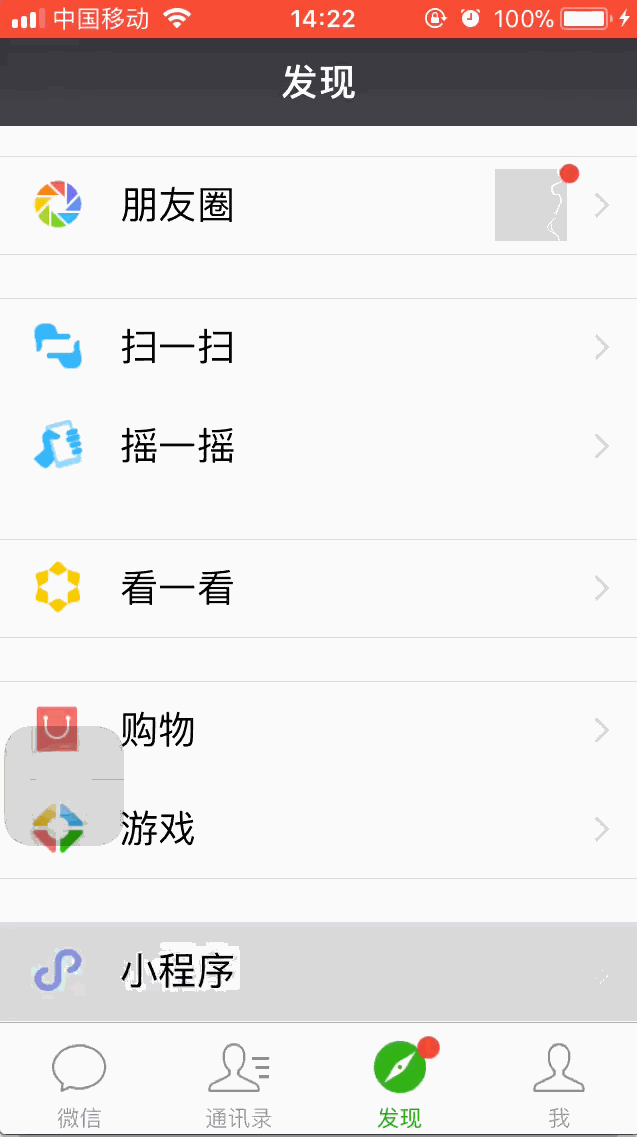 中国移动 14:22 100%
发现
朋友圈
扫一扫
摇一摇
看一看
购物
游戏
小程序
微信 通讯录 发现 我